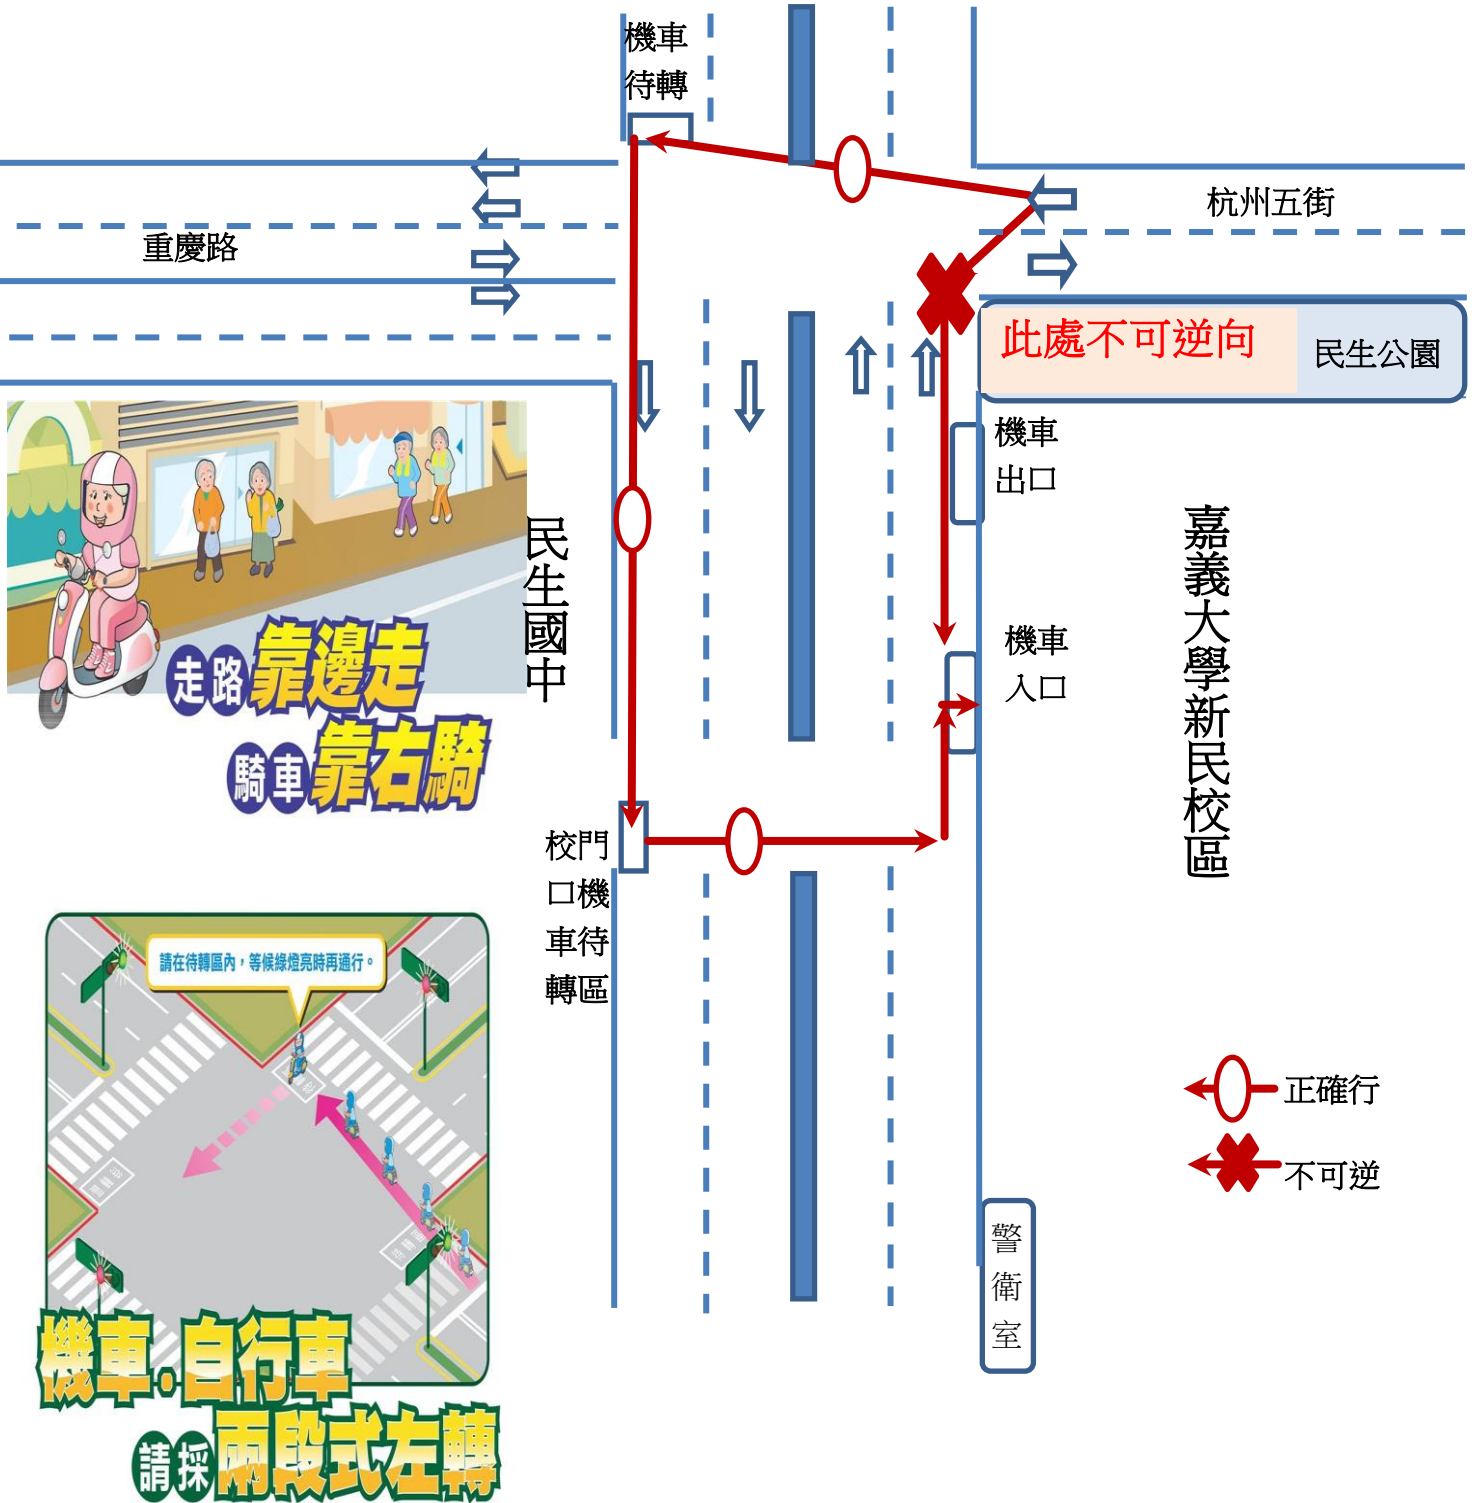 機車
待轉
杭州五街
重慶路
此處不可逆向
民生公園
機車
出口
民生國中
嘉義大學新民校區
機車
入口
走路靠邊走
騎車靠右騎
校門
口機
車待
轉區
請在待轉區內，等候綠燈亮時再通行。
正確行
不可逆
警
衛
室
機車.自行車
請採兩段式左轉